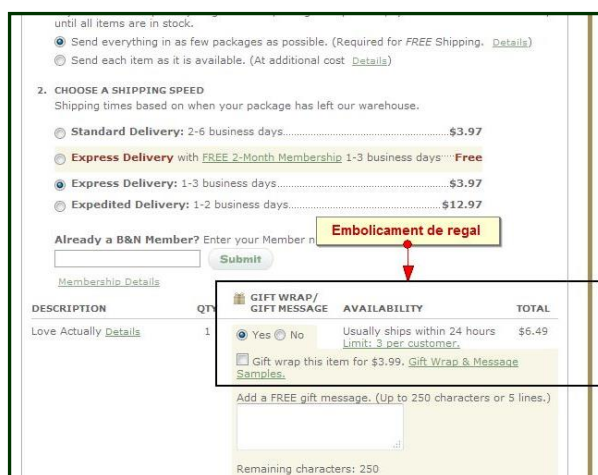 until all items are in stock.
Send everything in as few packages as possible. (Required for FREE Shipping. Details)
Send each item as it is available. (At additional cost Details)
2. CHOOSE A SHIPPING SPEED
Shipping times based on when your package has left our warehouse.
Standard Delivery: 2-6 business days............................................$3.97
Express Delivery with FREE 2-Month Membership 1-3 business days....Free
Express Delivery: 1-3 business days..............................................$3.97
Expedited Delivery: 1-2 business days..........................................$12.97
Embolicament de regal
Already a B&N Member? Enter your Member n
Submit
Membership Details
DESCRIPTION QTY GIFT WRAP/ GIFT MESSAGE AVAILABILITY TOTAL
Love Actually Details 1 Yes No Usually ships within 24 hours $6.49
Limit: 3 per customer.
Gift wrap this item for $3.99. Gift Wrap & Message
Samples.
Add a FREE gift message. (Up to 250 characters or 5 lines.)
Remaining characters: 250